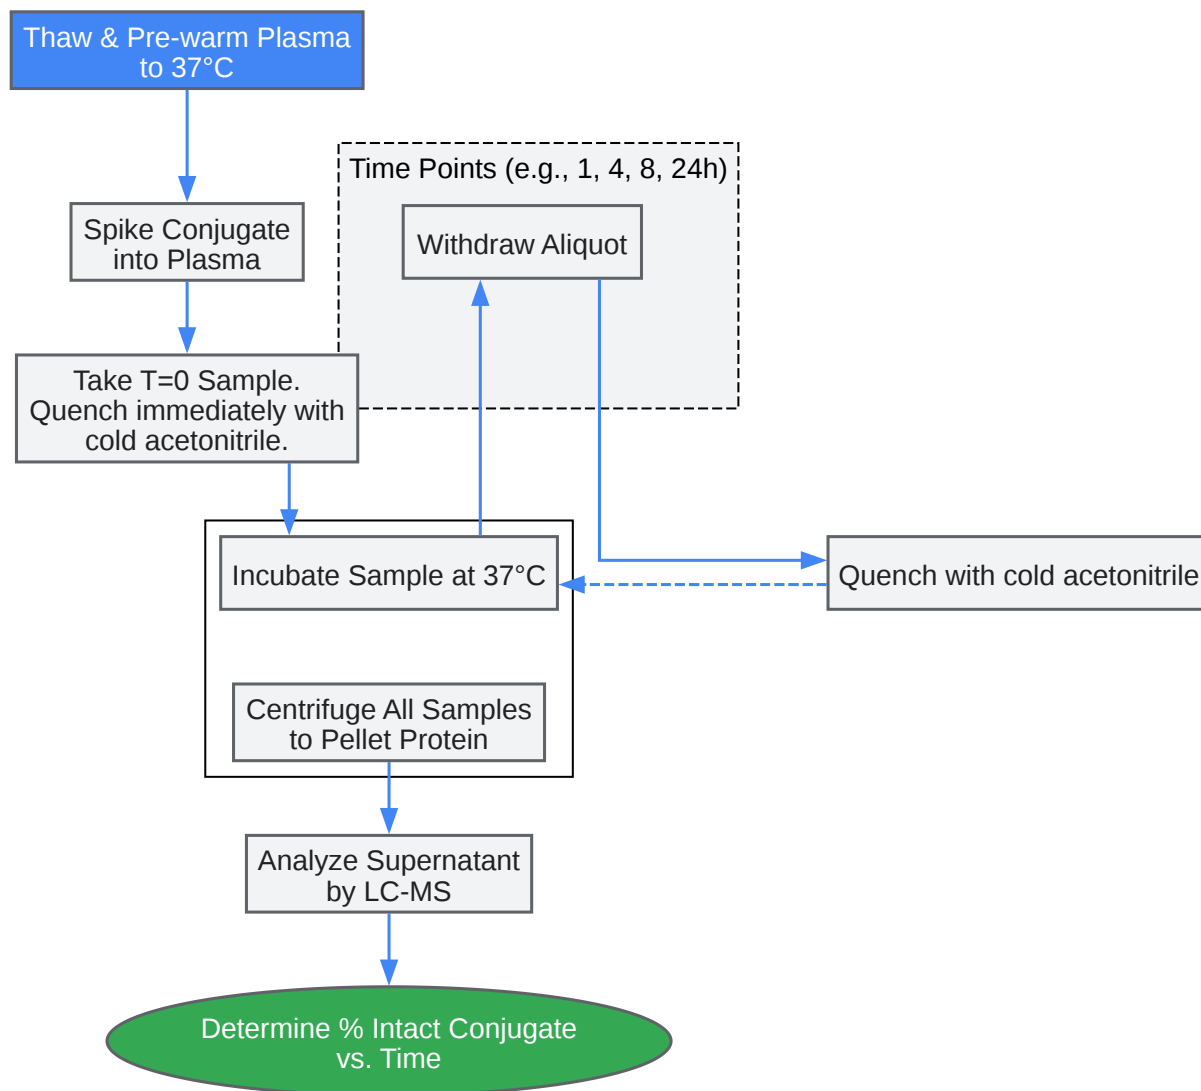 Thaw & Pre-warm Plasma
to 37°C
Time Points (e.g., 1, 4, 8, 24h)
Withdraw Aliquot
Spike Conjugate
into Plasma
Take T=0 Sample.
Quench immediately with
cold acetonitrile.
Incubate Sample at 37°C
Quench with cold acetonitrile
Centrifuge All Samples
to Pellet Protein
Analyze Supernatant
by LC-MS
Determine % Intact Conjugate
vs. Time